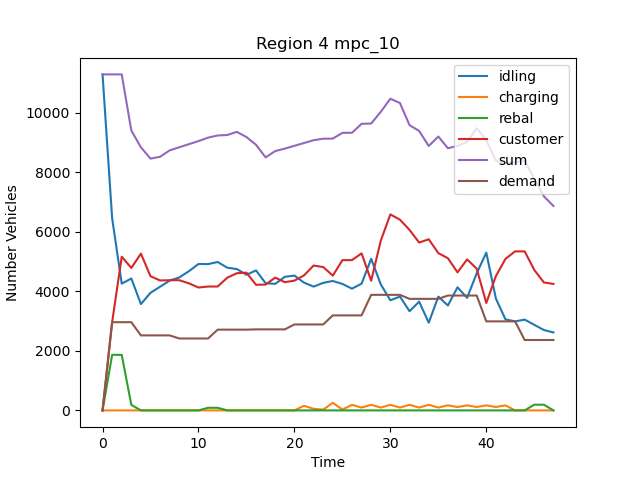 Region 4 mpc_10
idling
charging
rebal
customer
sum
demand
Number Vehicles
10000
8000
6000
4000
2000
0
0
10
20
30
40
Time